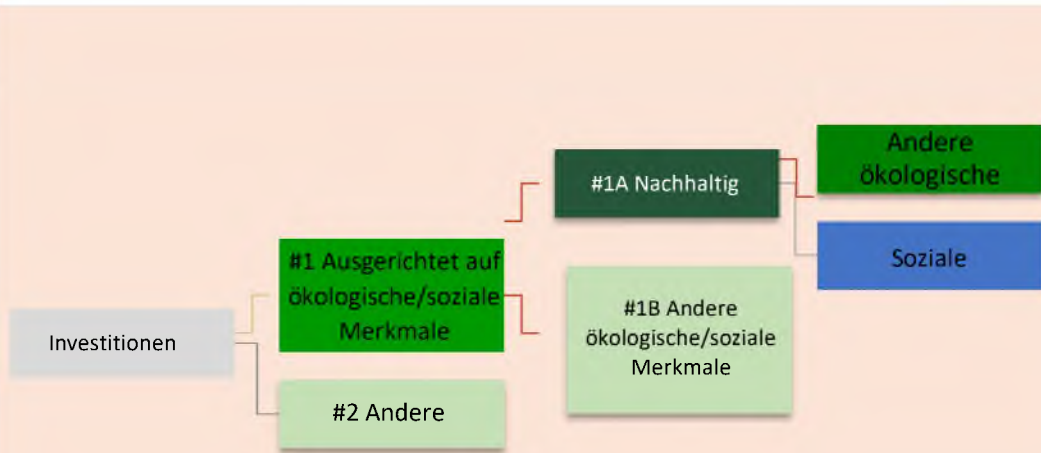 Investitionen
#1 Ausgerichtet auf
ökologische/soziale
Merkmale
#2 Andere
#1A Nachhaltig
#1B Andere
ökologische/soziale
Merkmale
Andere
ökologische
Soziale